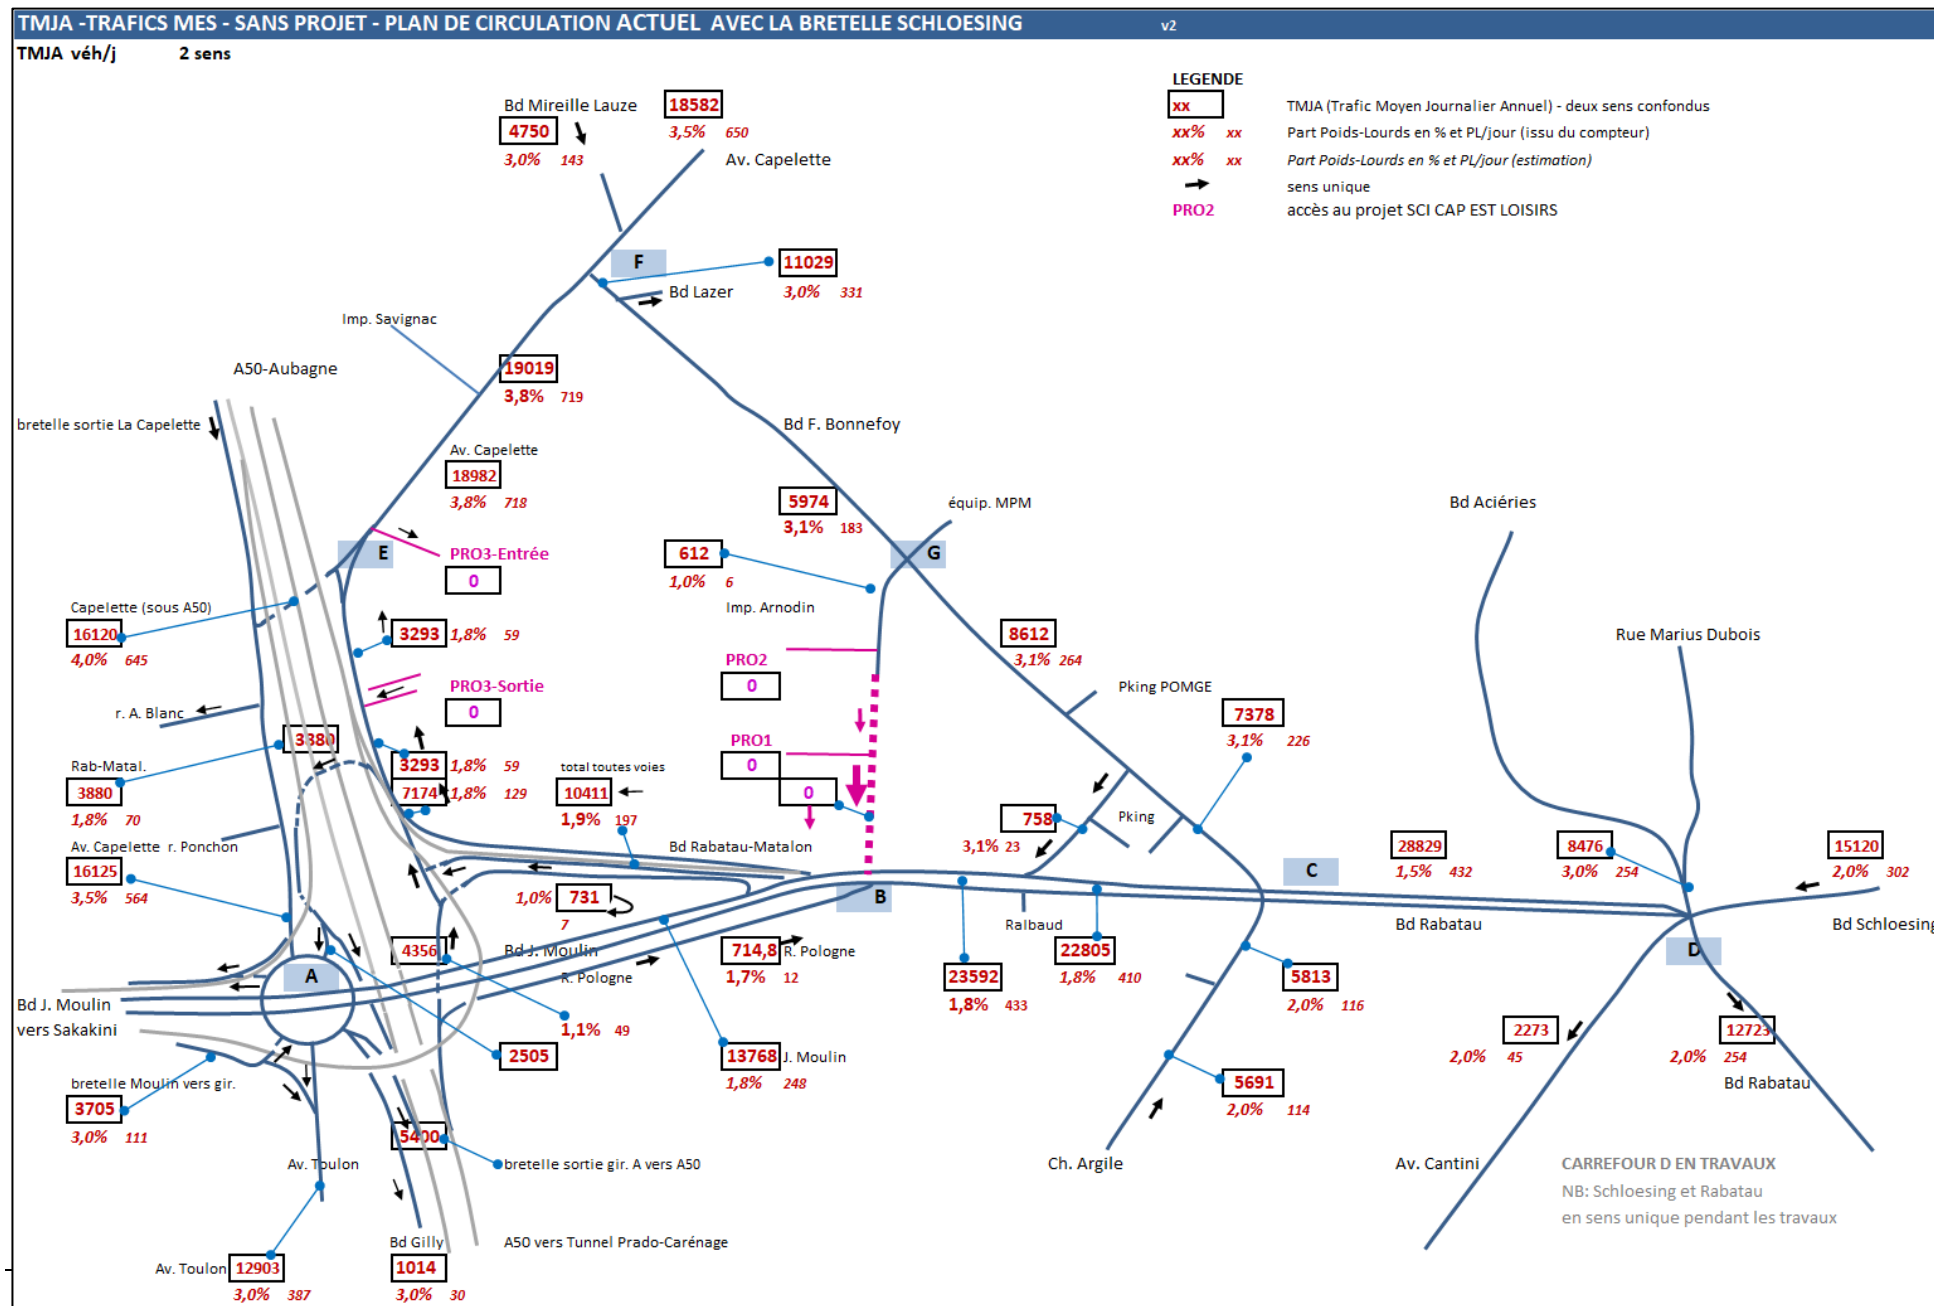 TMJA -TRAFICS MES - SANS PROJET - PLAN DE CIRCULATION ACTUEL AVEC LA BRETELLE SCHLOESING v2
TMJA véh/j 2 sens
LEGENDE
xx TMJA (Trafic Moyen Journalier Annuel) - deux sens confondus
xx% xx Part Poids-Lourds en % et PL/jour (issu du compteur)
xx% xx Part Poids-Lourds en % et PL/jour (estimation)
sens unique
PRO2 accès au projet SCI CAP EST LOISIRS
Bd Mireille Lauze
4750
3,0% 143
18582
3,5% 650
Av. Capelette
F
11029
3,0% 331
Bd Lazer
Imp. Savignac
19019
3,8% 719
A50-Aubagne
bretelle sortie La Capelette
Av. Capelette
18982
3,8% 718
Bd F. Bonnefoy
5974
3,1% 183
équip. MPM
Bd Aciéries
E
PRO3-Entrée
0
612
1,0% 6
Imp. Arnodin
G
Capelette (sous A50)
16120
4,0% 645
3293 1,8% 59
8612
3,1% 264
Rue Marius Dubois
PRO2
0
PRO3-Sortie
0
Pking POMGE
7378
3,1% 226
r. A. Blanc
3880
PRO1
0
0
Rab-Matal.
3880
1,8% 70
3293 1,8% 59
7174 1,8% 129
total toutes voies
10411
1,9% 197
758
3,1% 23
Pking
Av. Capelette r. Ponchon
16125
3,5% 564
Bd Rabatau-Matalon
28829
1,5% 432
8476
3,0% 254
15120
2,0% 302
C
B
1,0% 731
7
Ralbaud
Bd Rabatau
Bd Schloesing
4356
Bd J. Moulin
R. Pologne
714,8 R. Pologne
1,7% 12
23592
1,8% 433
22805
1,8% 410
5813
2,0% 116
D
A
Bd J. Moulin
vers Sakakini
1,1% 49
2505
13768 J. Moulin
1,8% 248
2273
2,0% 45
12723
2,0% 254
Bd Rabatau
bretelle Moulin vers gir.
3705
3,0% 111
5691
2,0% 114
5400
bretelle sortie gir. A vers A50
Av. Toulon
Ch. Argile
Av. Cantini
CARREFOUR D EN TRAVAUX
NB: Schloesing et Rabatau
en sens unique pendant les travaux
Bd Gilly
A50 vers Tunnel Prado-Carénage
Av. Toulon 12903
3,0% 387
1014
3,0% 30